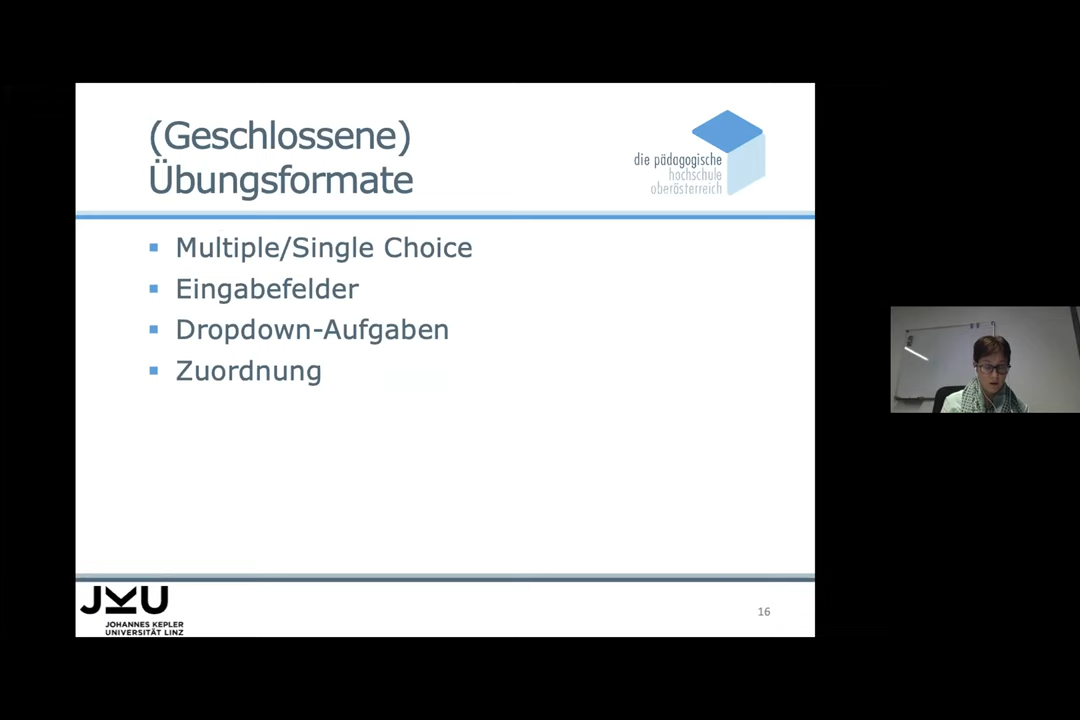 (Geschlossene)
Übungsformate
die pädagogische
hochschule
oberösterreich
▪ Multiple/Single Choice
▪ Eingabefelder
▪ Dropdown-Aufgaben
▪ Zuordnung
JKU
JOHANNES KEPLER
UNIVERSITÄT LINZ
16